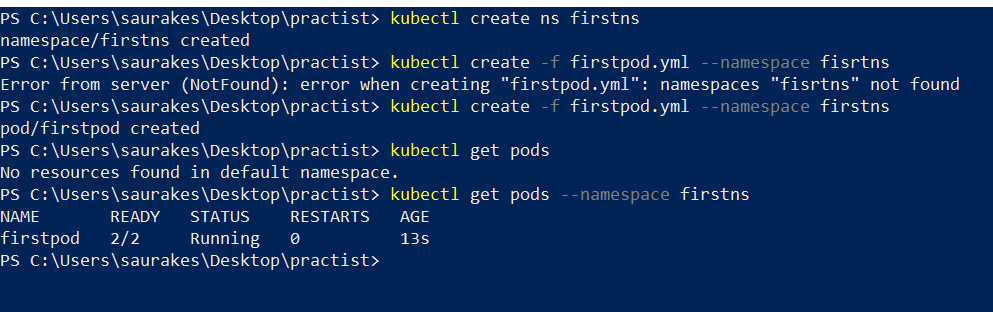 PS C:\Users\saurakes\Desktop\practist> kubectl create ns firstns
namespace/firstns created
PS C:\Users\saurakes\Desktop\practist> kubectl create -f firstpod.yml --namespace fisrtns
Error from server (NotFound): error when creating "firstpod.yml": namespaces "fisrtns" not found
PS C:\Users\saurakes\Desktop\practist> kubectl create -f firstpod.yml --namespace firstns
pod/firstpod created
PS C:\Users\saurakes\Desktop\practist> kubectl get pods
No resources found in default namespace.
PS C:\Users\saurakes\Desktop\practist> kubectl get pods --namespace firstns
NAME       READY   STATUS    RESTARTS   AGE
firstpod   2/2     Running   0          13s
PS C:\Users\saurakes\Desktop\practist>